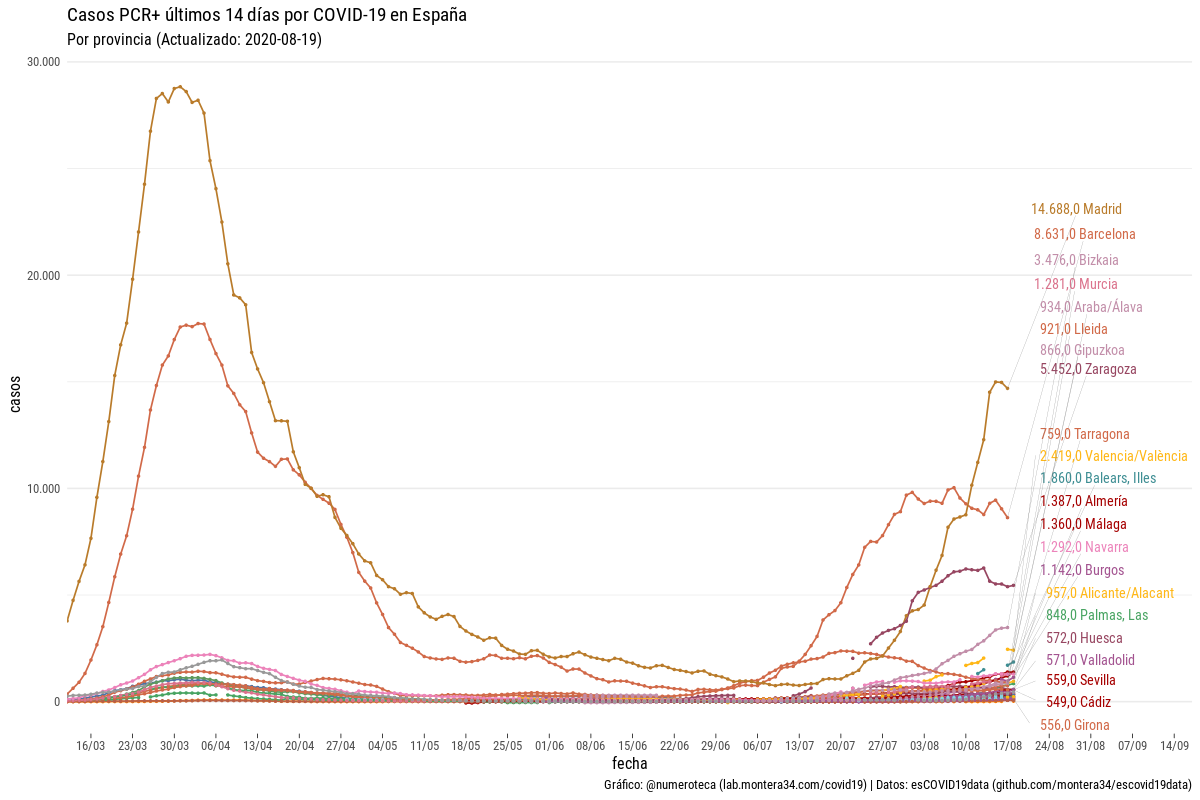 Casos PCR+ últimos 14 días por COVID-19 en España
Por provincia (Actualizado: 2020-08-19)
30.000
20.000
10.000
0
casos
14.688,0 Madrid
8.631,0 Barcelona
3.476,0 Bizkaia
1.281,0 Murcia
934,0 Araba/Álava
921,0 Lleida
866,0 Gipuzkoa
5.452,0 Zaragoza
759,0 Tarragona
2.419,0 Valencia/València
1.860,0 Balears, Illes
1.387,0 Almería
1.360,0 Málaga
1.292,0 Navarra
1.142,0 Burgos
957,0 Alicante/Alacant
848,0 Palmas, Las
572,0 Huesca
571,0 Valladolid
559,0 Sevilla
549,0 Cádiz
556,0 Girona
16/03 23/03 30/03 06/04 13/04 20/04 27/04 04/05 11/05 18/05 25/05 01/06 08/06 15/06 22/06 29/06 06/07 13/07 20/07 27/07 03/08 10/08 17/08 24/08 31/08 07/09 14/09
fecha
Gráfico: @numeroteca (lab.montera34.com/covid19) | Datos: esCOVID19data (github.com/montera34/escovid19data)